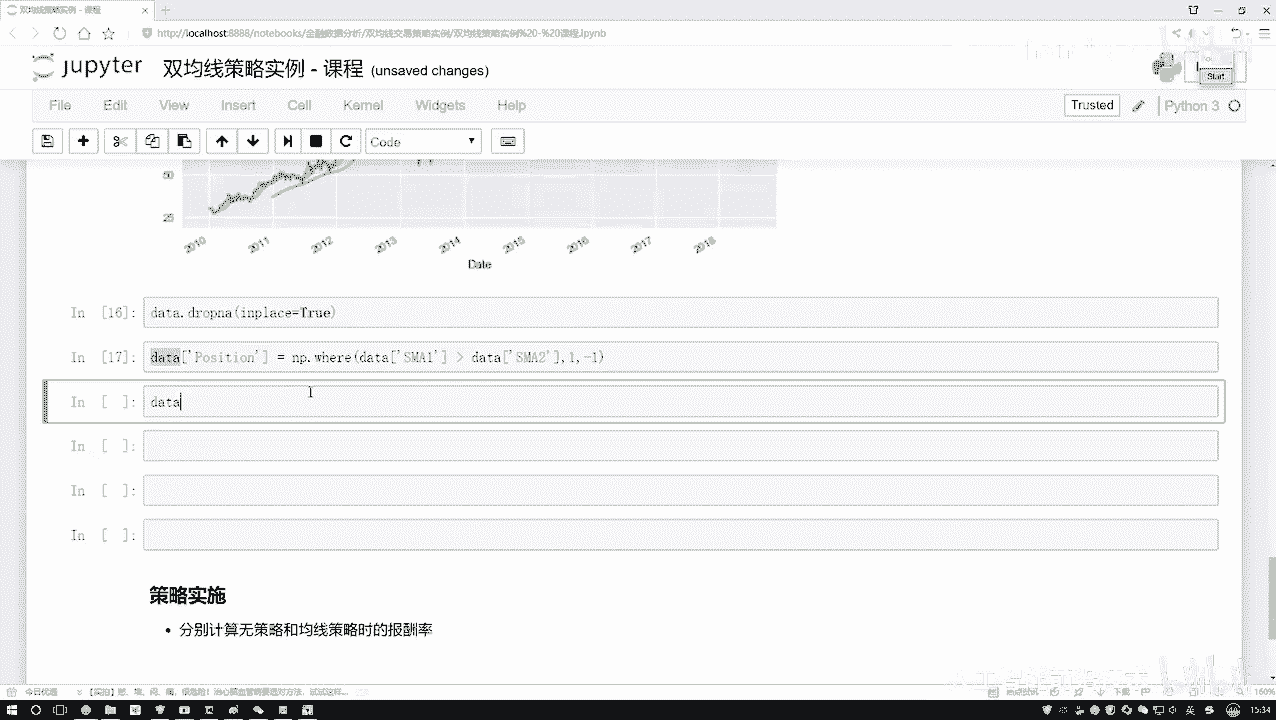 双均线策略实例 - 课程
http://localhost:8888/notebooks/金融数据分析/双均线交易策略实例/双均线策略实例%20-%20课程.ipynb
jupyter 双均线策略实例 - 课程 (unsaved changes)
Start
File Edit View Insert Cell Kernel Widgets Help
Trusted Python 3
Code
2010 2011 2012 2013 2014 2015 2016 2017 2018
Date
In [16]: data.dropna(inplace=True)
In [17]: data['Position'] = np.where(data['SMA1'] > data['SMA2'],1,-1)
In [ ]: data
In [ ]:
In [ ]:
In [ ]:
策略实施
分别计算无策略和均线策略时的报酬率
160%
15:34